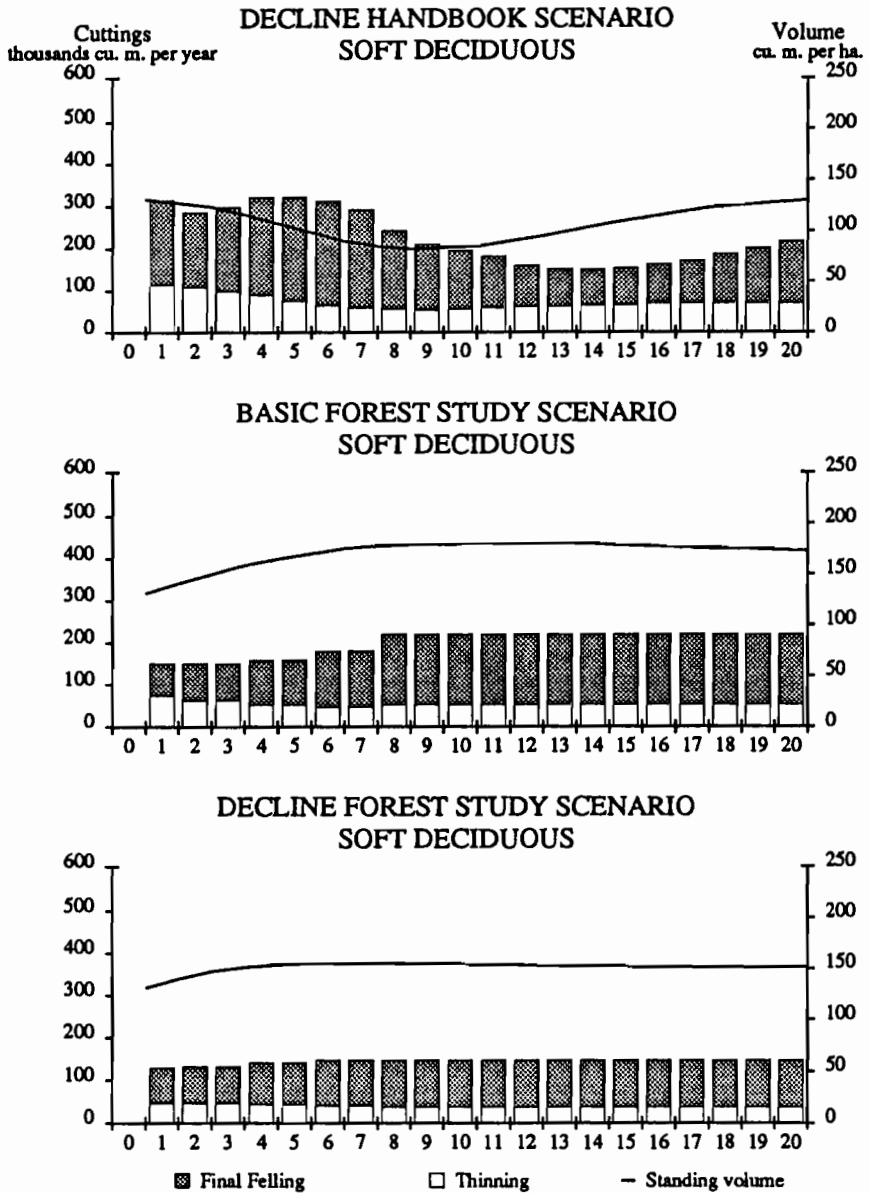 DECLINE HANDBOOK SCENARIO
SOFT DECIDUOUS
Cuttings
thousands cu. m. per year
Volume
cu. m. per ha.
600
500
400
300
200
100
0
250
200
150
100
50
0
0 1 2 3 4 5 6 7 8 9 10 11 12 13 14 15 16 17 18 19 20
BASIC FOREST STUDY SCENARIO
SOFT DECIDUOUS
600
500
400
300
200
100
0
250
200
150
100
50
0
0 1 2 3 4 5 6 7 8 9 10 11 12 13 14 15 16 17 18 19 20
DECLINE FOREST STUDY SCENARIO
SOFT DECIDUOUS
600
500
400
300
200
100
0
250
200
150
100
50
0
0 1 2 3 4 5 6 7 8 9 10 11 12 13 14 15 16 17 18 19 20
Final Felling Thinning Standing volume